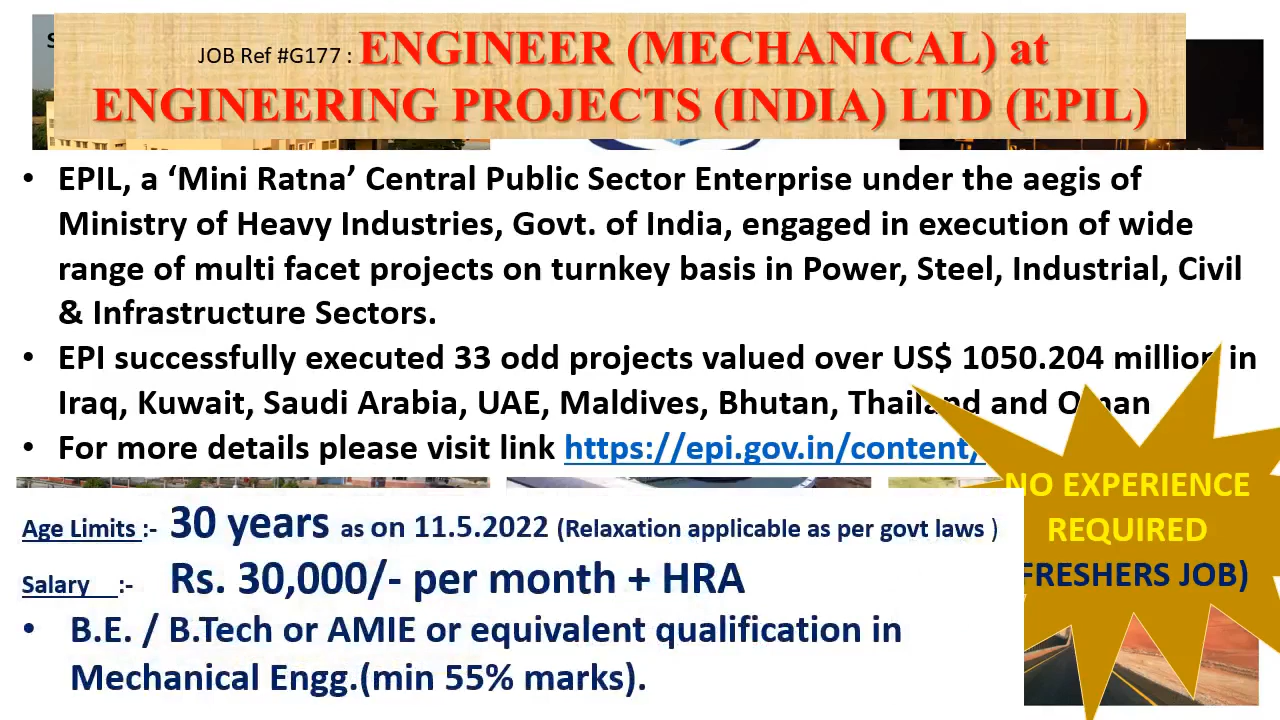 S
JOB Ref #G177 : ENGINEER (MECHANICAL) at
ENGINEERING PROJECTS (INDIA) LTD (EPIL)
• EPIL, a ‘Mini Ratna’ Central Public Sector Enterprise under the aegis of
Ministry of Heavy Industries, Govt. of India, engaged in execution of wide
range of multi facet projects on turnkey basis in Power, Steel, Industrial, Civil
& Infrastructure Sectors.
• EPI successfully executed 33 odd projects valued over US$ 1050.204 million in
Iraq, Kuwait, Saudi Arabia, UAE, Maldives, Bhutan, Thailand and Oman
• For more details please visit link https://epi.gov.in/content/
NO EXPERIENCE
REQUIRED
FRESHERS JOB)
Age Limits :- 30 years as on 11.5.2022 (Relaxation applicable as per govt laws )
Salary :- Rs. 30,000/- per month + HRA
• B.E. / B.Tech or AMIE or equivalent qualification in
Mechanical Engg.(min 55% marks).